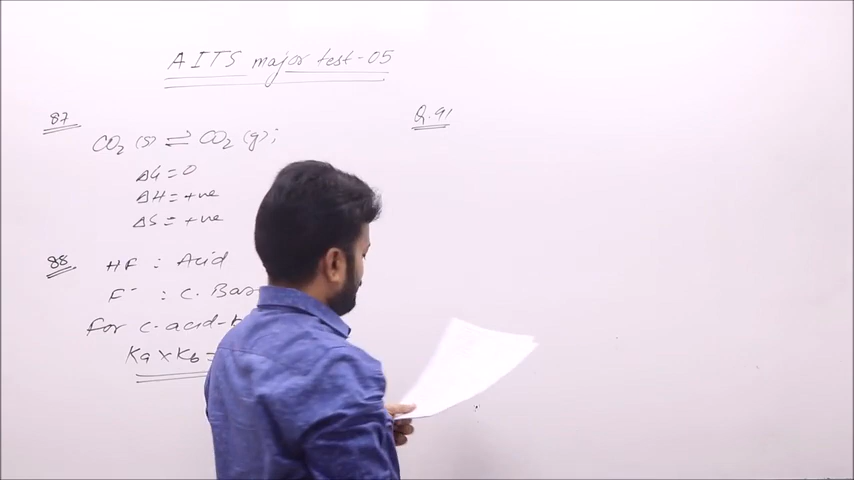 AITS major test-05
87
CO₂ (s) ⇌ CO₂ (g);
ΔG = 0
ΔH = +ve
ΔS = +ve
88
HF : Acid
F⁻ : C. Bas
for C. acid-b
Ka x Kb =
Q.91